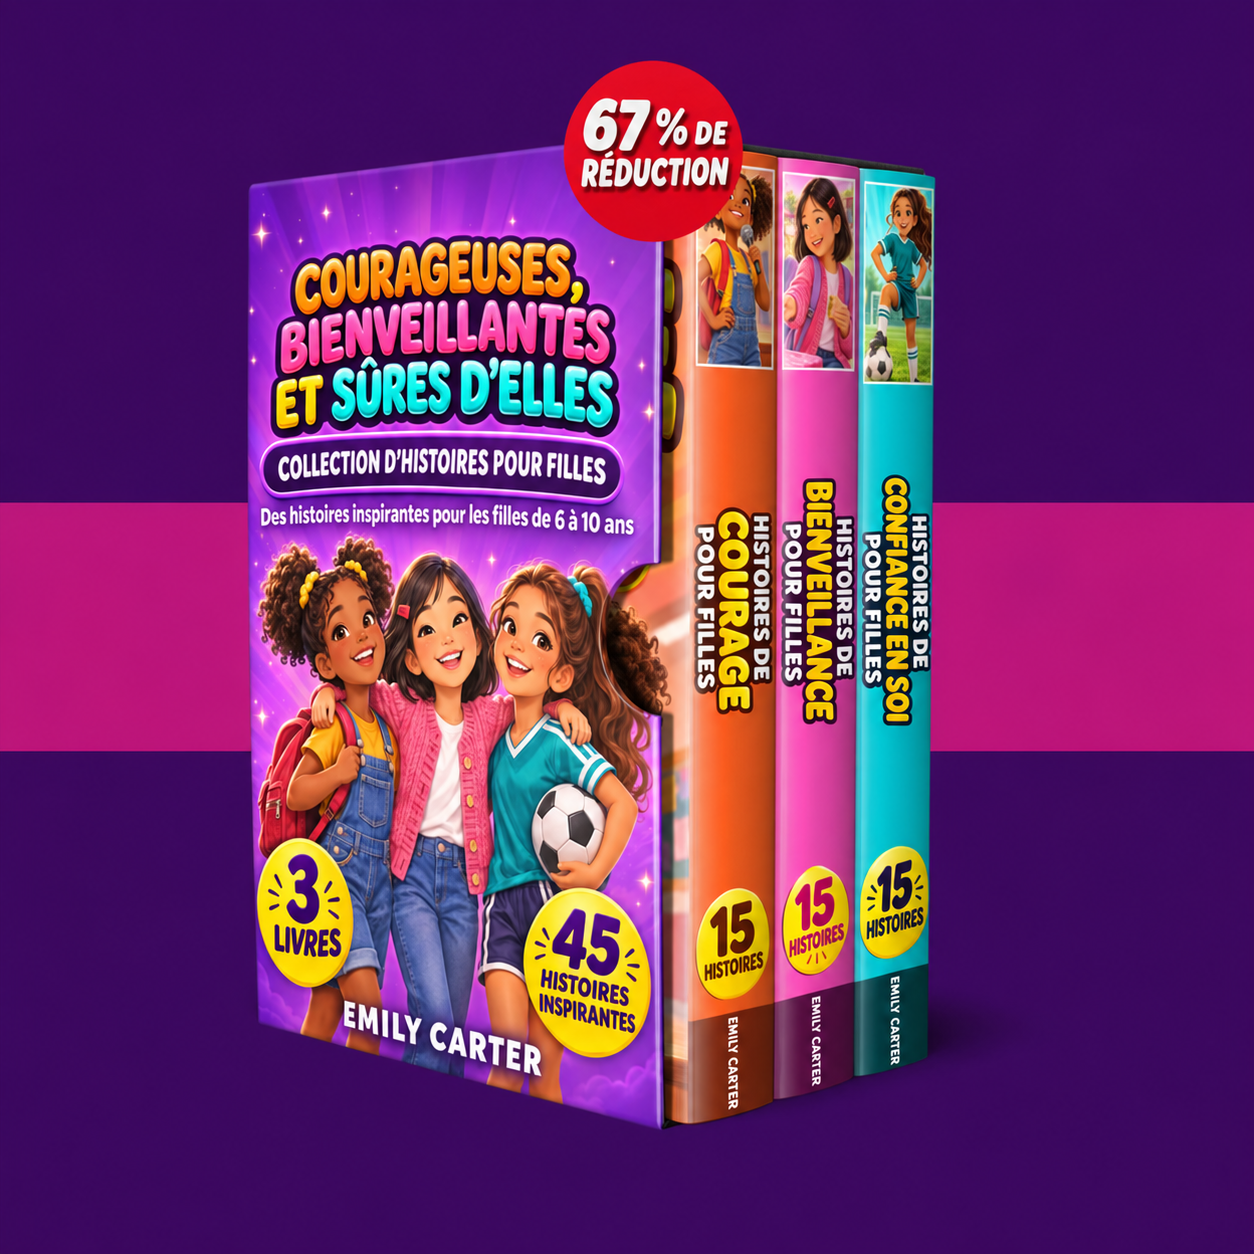 67 % DE
RÉDUCTION
COURAGEUSES,
BIENVEILLANTES
ET SÛRES D'ELLES
COLLECTION D'HISTOIRES POUR FILLES
Des histoires inspirantes pour les filles de 6 à 10 ans
3
LIVRES
45
HISTOIRES
INSPIRANTES
EMILY CARTER
HISTOIRES DE
COURAGE
POUR FILLES
15
HISTOIRES
EMILY CARTER
HISTOIRES DE
BIENVEILLANCE
POUR FILLES
15
HISTOIRES
EMILY CARTER
HISTOIRES DE
CONFIANCE EN SOI
POUR FILLES
15
HISTOIRES
EMILY CARTER